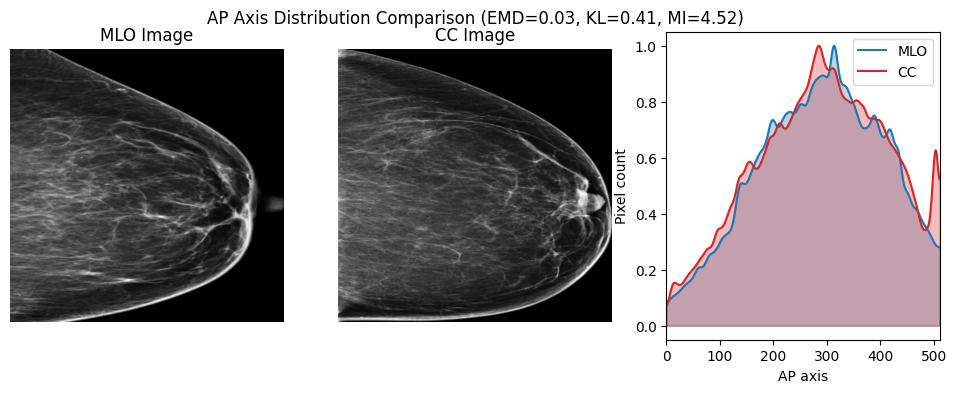 AP Axis Distribution Comparison (EMD=0.03, KL=0.41, MI=4.52)
MLO Image
CC Image
MLO
CC
Pixel count
1.0
0.8
0.6
0.4
0.2
0.0
0 100 200 300 400 500
AP axis